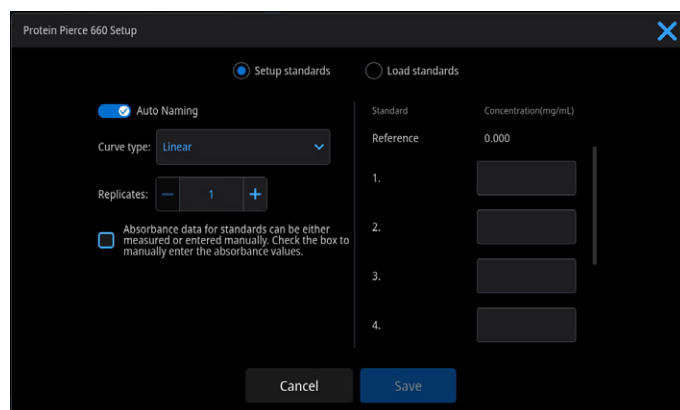 Protein Pierce 660 Setup
Setup standards
Load standards
Auto Naming
Curve type: Linear
Replicates: 1
Absorbance data for standards can be either
measured or entered manually. Check the box to
manually enter the absorbance values.
Standard Concentration(mg/mL)
Reference 0.000
1.
2.
3.
4.
Cancel
Save